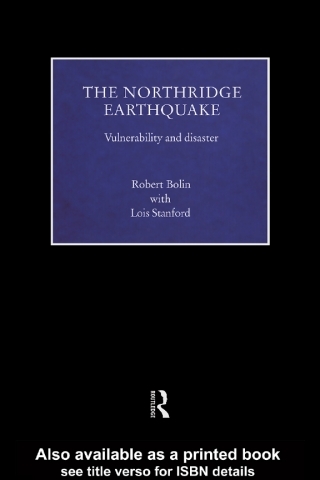 THE NORTHRIDGE
EARTHQUAKE
Vulnerability and disaster
Robert Bolin
with
Lois Stanford
ROUTLEDGE
Also available as a printed book
see title verso for ISBN details